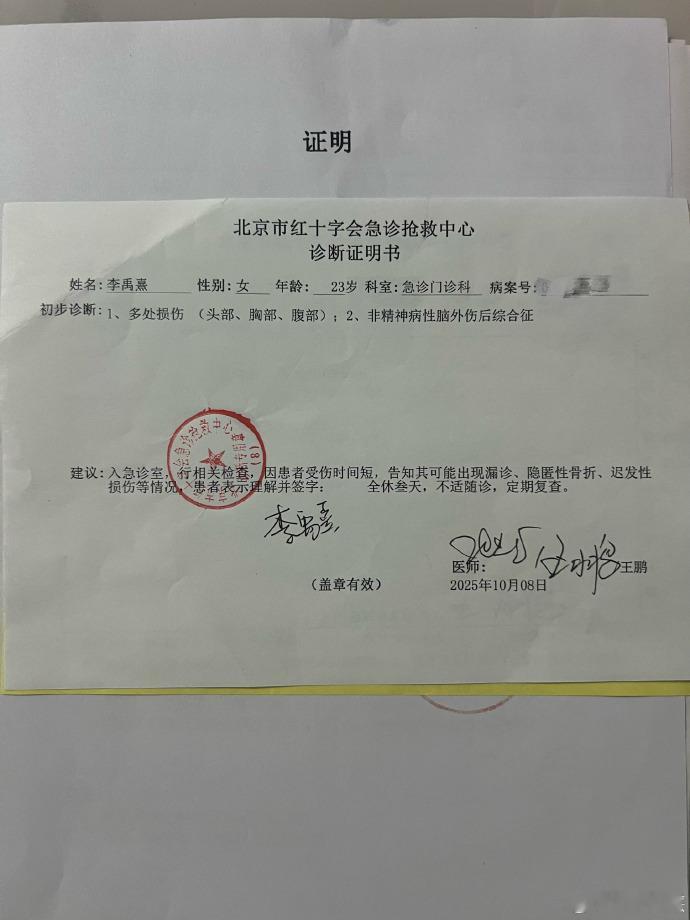 证明
北京市红十字会急诊抢救中心
诊断证明书
姓名：李禹熹 性别：女 年龄： 23岁 科室：急诊门诊科 病案号：
初步诊断：1、多处损伤 （头部、胸部、腹部）；2、非精神病性脑外伤后综合征
建议：入急诊室，行相关检查，因患者受伤时间短，告知其可能出现漏诊、隐匿性骨折、迟发性
损伤等情况，患者表示理解并签字： 全休叁天，不适随诊，定期复查。
李禹熹
医师： 王鹏
（盖章有效） 2025年10月08日